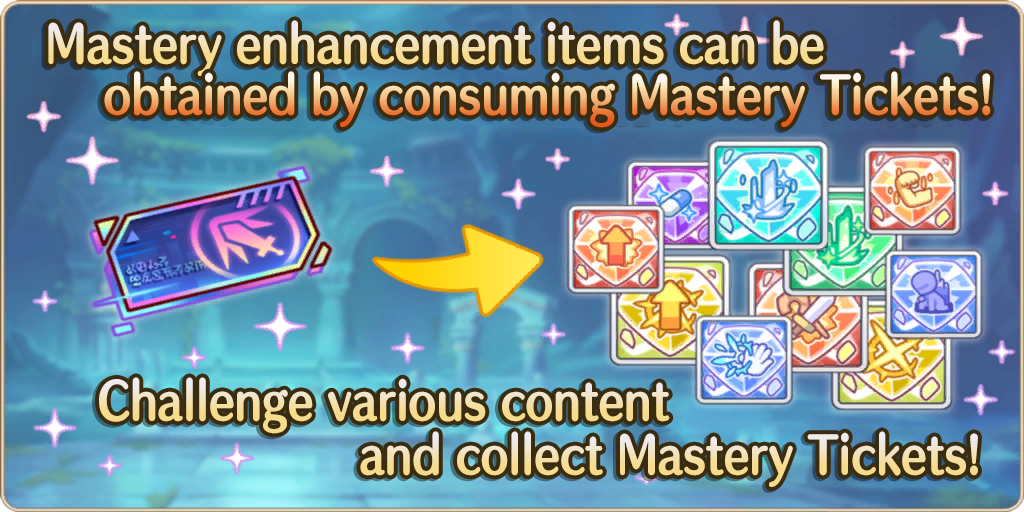 Mastery enhancement items can be
obtained by consuming Mastery Tickets!
Challenge various content
and collect Mastery Tickets!